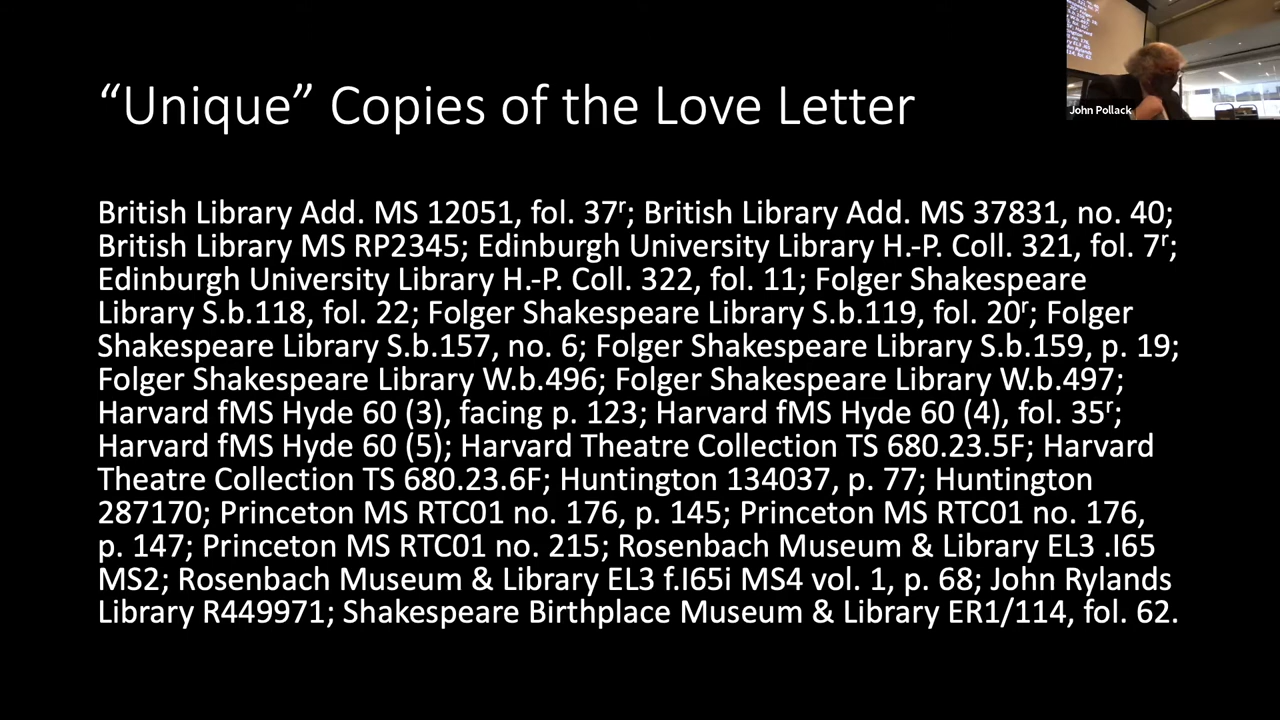 “Unique” Copies of the Love Letter
John Pollack
British Library Add. MS 12051, fol. 37ʳ; British Library Add. MS 37831, no. 40;
British Library MS RP2345; Edinburgh University Library H.-P. Coll. 321, fol. 7ʳ;
Edinburgh University Library H.-P. Coll. 322, fol. 11; Folger Shakespeare
Library S.b.118, fol. 22; Folger Shakespeare Library S.b.119, fol. 20ʳ; Folger
Shakespeare Library S.b.157, no. 6; Folger Shakespeare Library S.b.159, p. 19;
Folger Shakespeare Library W.b.496; Folger Shakespeare Library W.b.497;
Harvard fMS Hyde 60 (3), facing p. 123; Harvard fMS Hyde 60 (4), fol. 35ʳ;
Harvard fMS Hyde 60 (5); Harvard Theatre Collection TS 680.23.5F; Harvard
Theatre Collection TS 680.23.6F; Huntington 134037, p. 77; Huntington
287170; Princeton MS RTC01 no. 176, p. 145; Princeton MS RTC01 no. 176,
p. 147; Princeton MS RTC01 no. 215; Rosenbach Museum & Library EL3 .I65
MS2; Rosenbach Museum & Library EL3 f.I65i MS4 vol. 1, p. 68; John Rylands
Library R449971; Shakespeare Birthplace Museum & Library ER1/114, fol. 62.